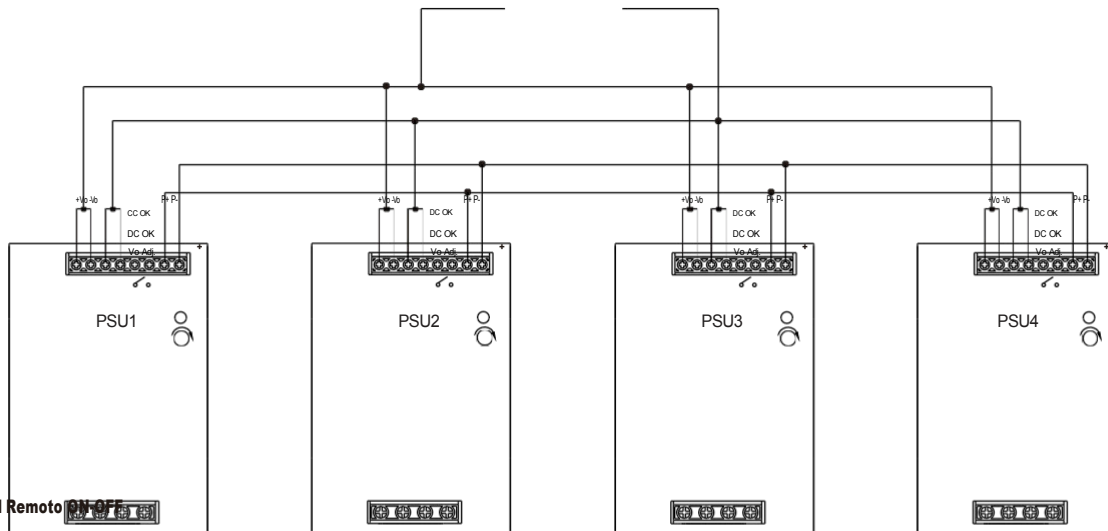 +Vo -Vo CC OK P+ P- +Vo -Vo DC OK P+ P- +Vo -Vo DC OK P+ P- +Vo -Vo DC OK P+ P-
DC OK DC OK DC OK DC OK
Vo Adj. + Vo Adj. + Vo Adj. + Vo Adj. +
PSU1 PSU2 PSU3 PSU4
l Remoto ON-OFF